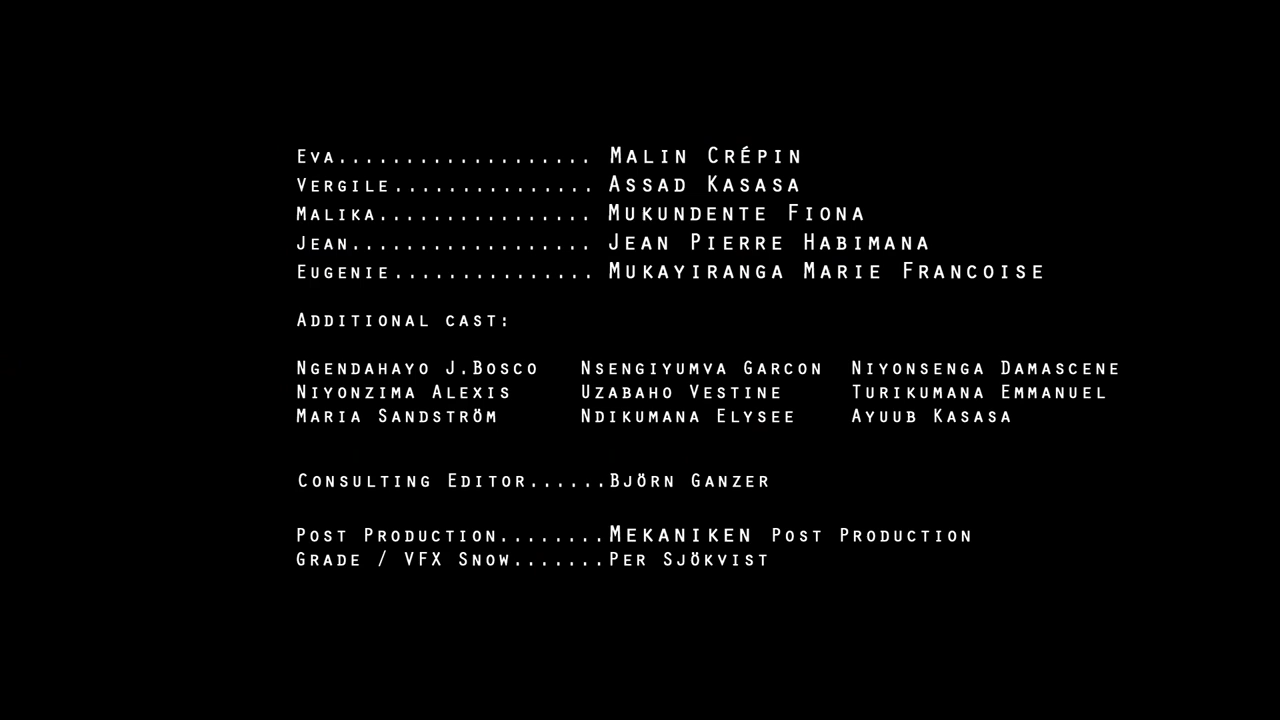 Eva................... Malin Crépin
Vergile............... Assad Kasasa
Malika................ Mukundente Fiona
Jean.................. Jean Pierre Habimana
Eugenie............... Mukayiranga Marie Francoise
Additional cast:
Ngendahayo J.Bosco Nsengiyumva Garcon Niyonsenga Damascene
Niyonzima Alexis Uzabaho Vestine Turikumana Emmanuel
Maria Sandström Ndikumana Elysee Ayuub Kasasa
Consulting Editor......Björn Ganzer
Post Production........MEKANIKEN Post Production
Grade / VFX Snow.......Per Sjökvist